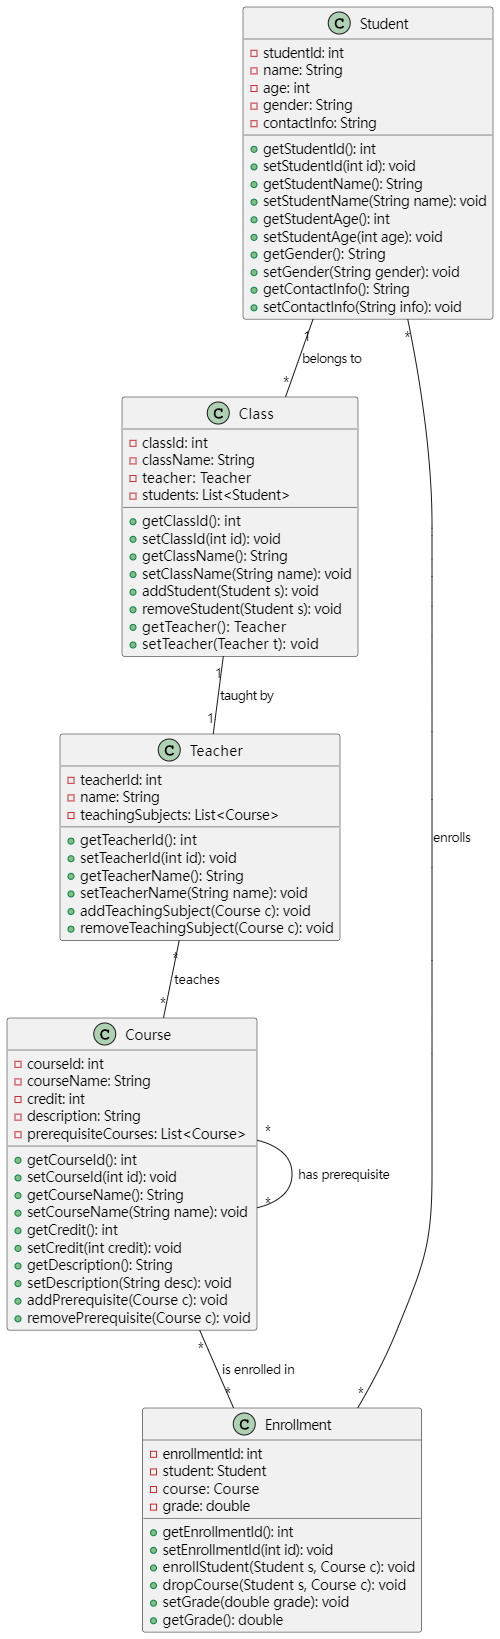 C Student
studentId: int
name: String
age: int
gender: String
contactInfo: String
getStudentId(): int
setStudentId(int id): void
getStudentName(): String
setStudentName(String name): void
getStudentAge(): int
setStudentAge(int age): void
getGender(): String
setGender(String gender): void
getContactInfo(): String
setContactInfo(String info): void
1
*
belongs to
*
C Class
classId: int
className: String
teacher: Teacher
students: List<Student>
getClassId(): int
setClassId(int id): void
getClassName(): String
setClassName(String name): void
addStudent(Student s): void
removeStudent(Student s): void
getTeacher(): Teacher
setTeacher(Teacher t): void
1
taught by
1
C Teacher
teacherId: int
name: String
teachingSubjects: List<Course>
enrolls
getTeacherId(): int
setTeacherId(int id): void
getTeacherName(): String
setTeacherName(String name): void
addTeachingSubject(Course c): void
removeTeachingSubject(Course c): void
*
teaches
*
C Course
courseId: int
courseName: String
credit: int
description: String
prerequisiteCourses: List<Course>
*
has prerequisite
*
getCourseId(): int
setCourseId(int id): void
getCourseName(): String
setCourseName(String name): void
getCredit(): int
setCredit(int credit): void
getDescription(): String
setDescription(String desc): void
addPrerequisite(Course c): void
removePrerequisite(Course c): void
*
is enrolled in
*
*
C Enrollment
enrollmentId: int
student: Student
course: Course
grade: double
getEnrollmentId(): int
setEnrollmentId(int id): void
enrollStudent(Student s, Course c): void
dropCourse(Student s, Course c): void
setGrade(double grade): void
getGrade(): double